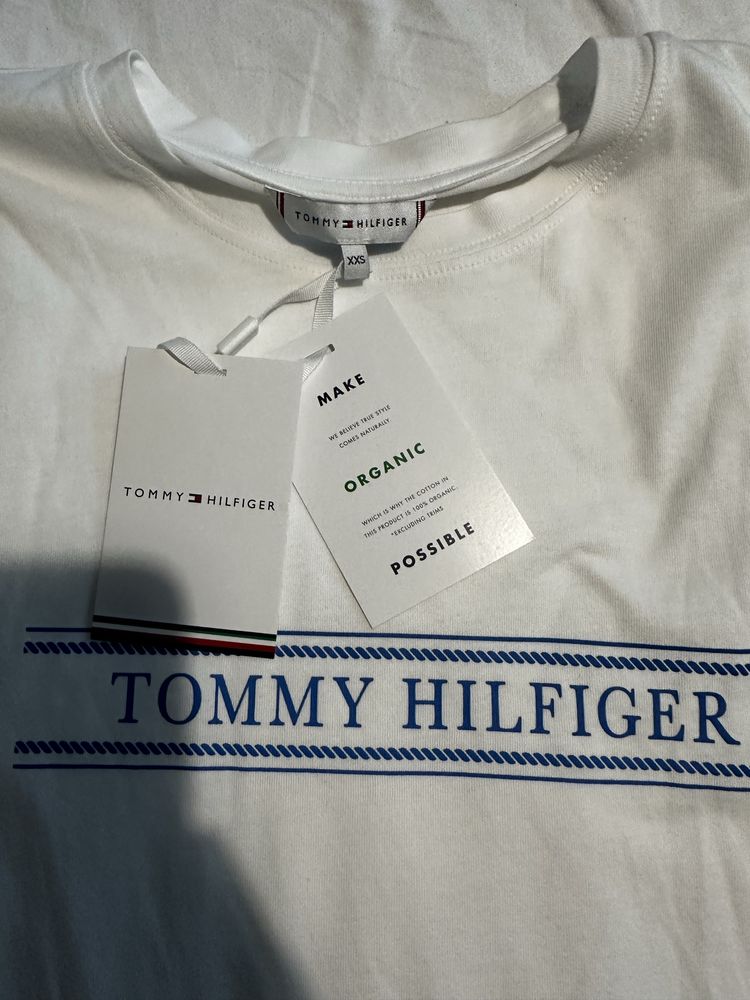 TOMMY HILFIGER
XXS
MAKE
WE BELIEVE TRUE STYLE
COMES NATURALLY
ORGANIC
WHICH IS WHY THE COTTON IN
THIS PRODUCT IS 100% ORGANIC.
*EXCLUDING TRIMS
POSSIBLE
TOMMY HILFIGER
TOMMY HILFIGER